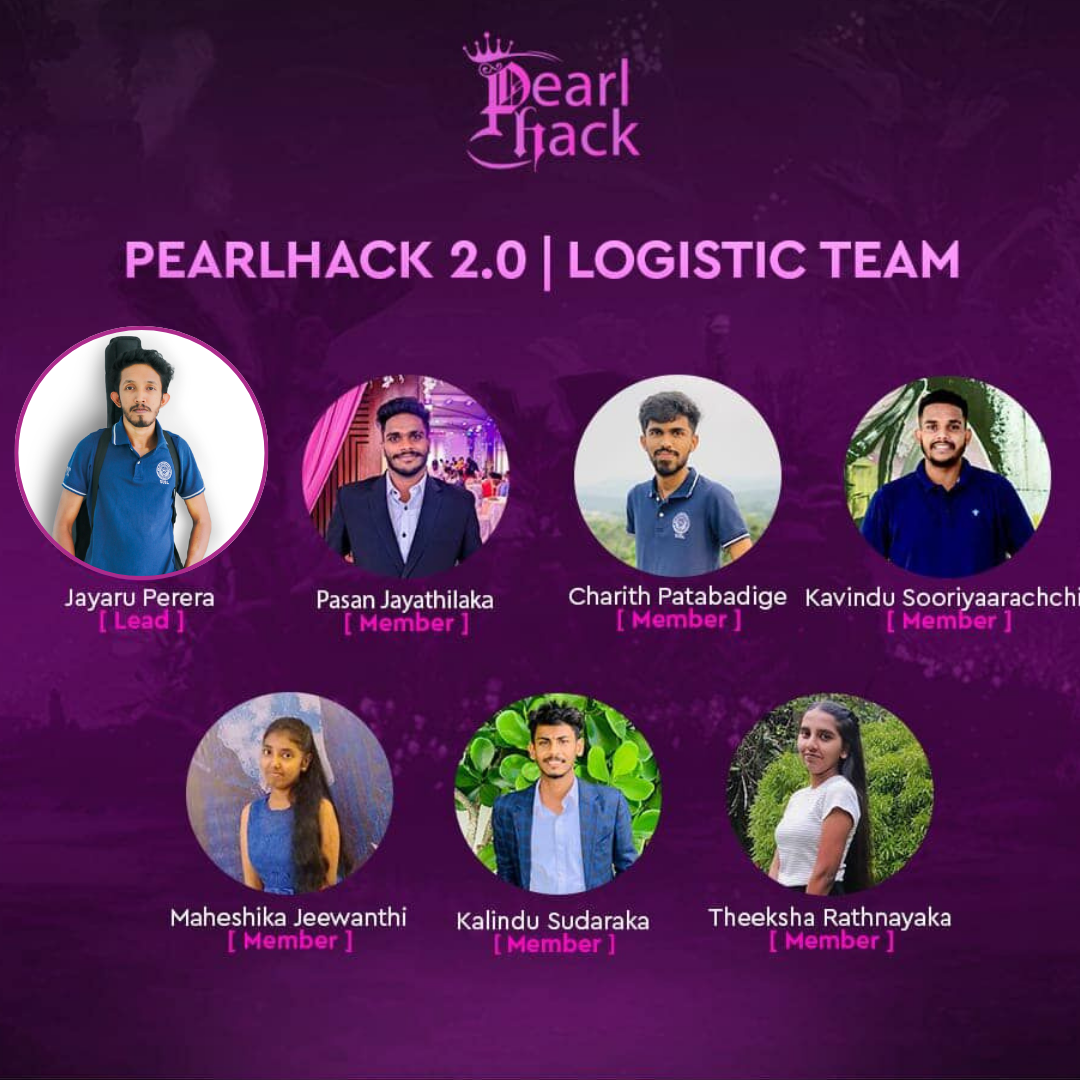 Pearl
hack
PEARLHACK 2.0 | LOGISTIC TEAM
Jayaru Perera
[ Lead ]
Pasan Jayathilaka
[ Member ]
Charith Patabadige
[ Member ]
Kavindu Sooriyaarachchi
[ Member ]
Maheshika Jeewanthi
[ Member ]
Kalindu Sudaraka
[ Member ]
Theeksha Rathnayaka
[ Member ]